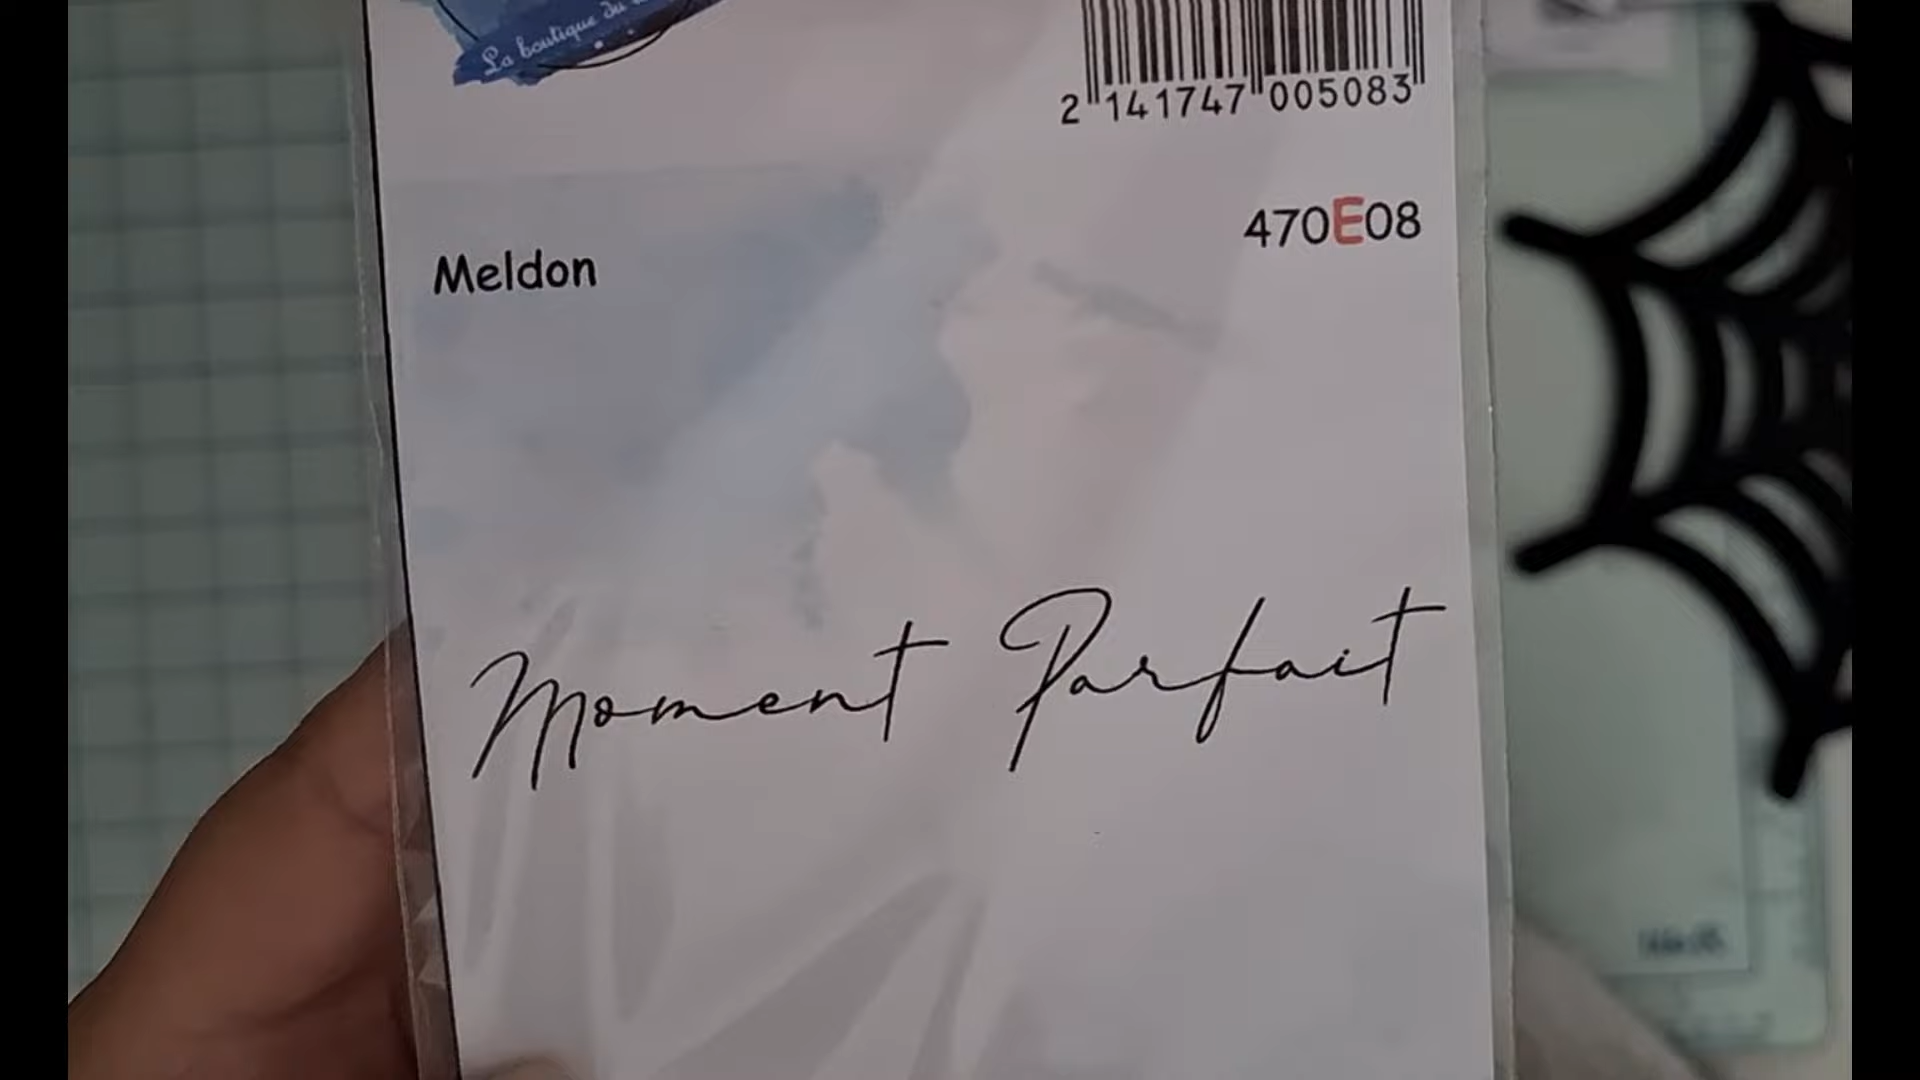 La boutique du
2 141747 005083
470E08
Meldon
Moment Parfait